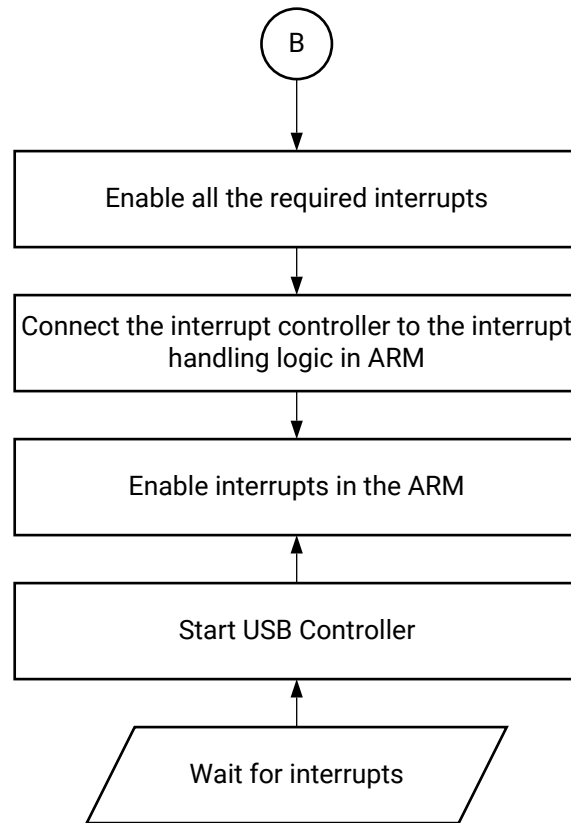 B
Enable all the required interrupts
Connect the interrupt controller to the interrupt
handling logic in ARM
Enable interrupts in the ARM
Start USB Controller
Wait for interrupts